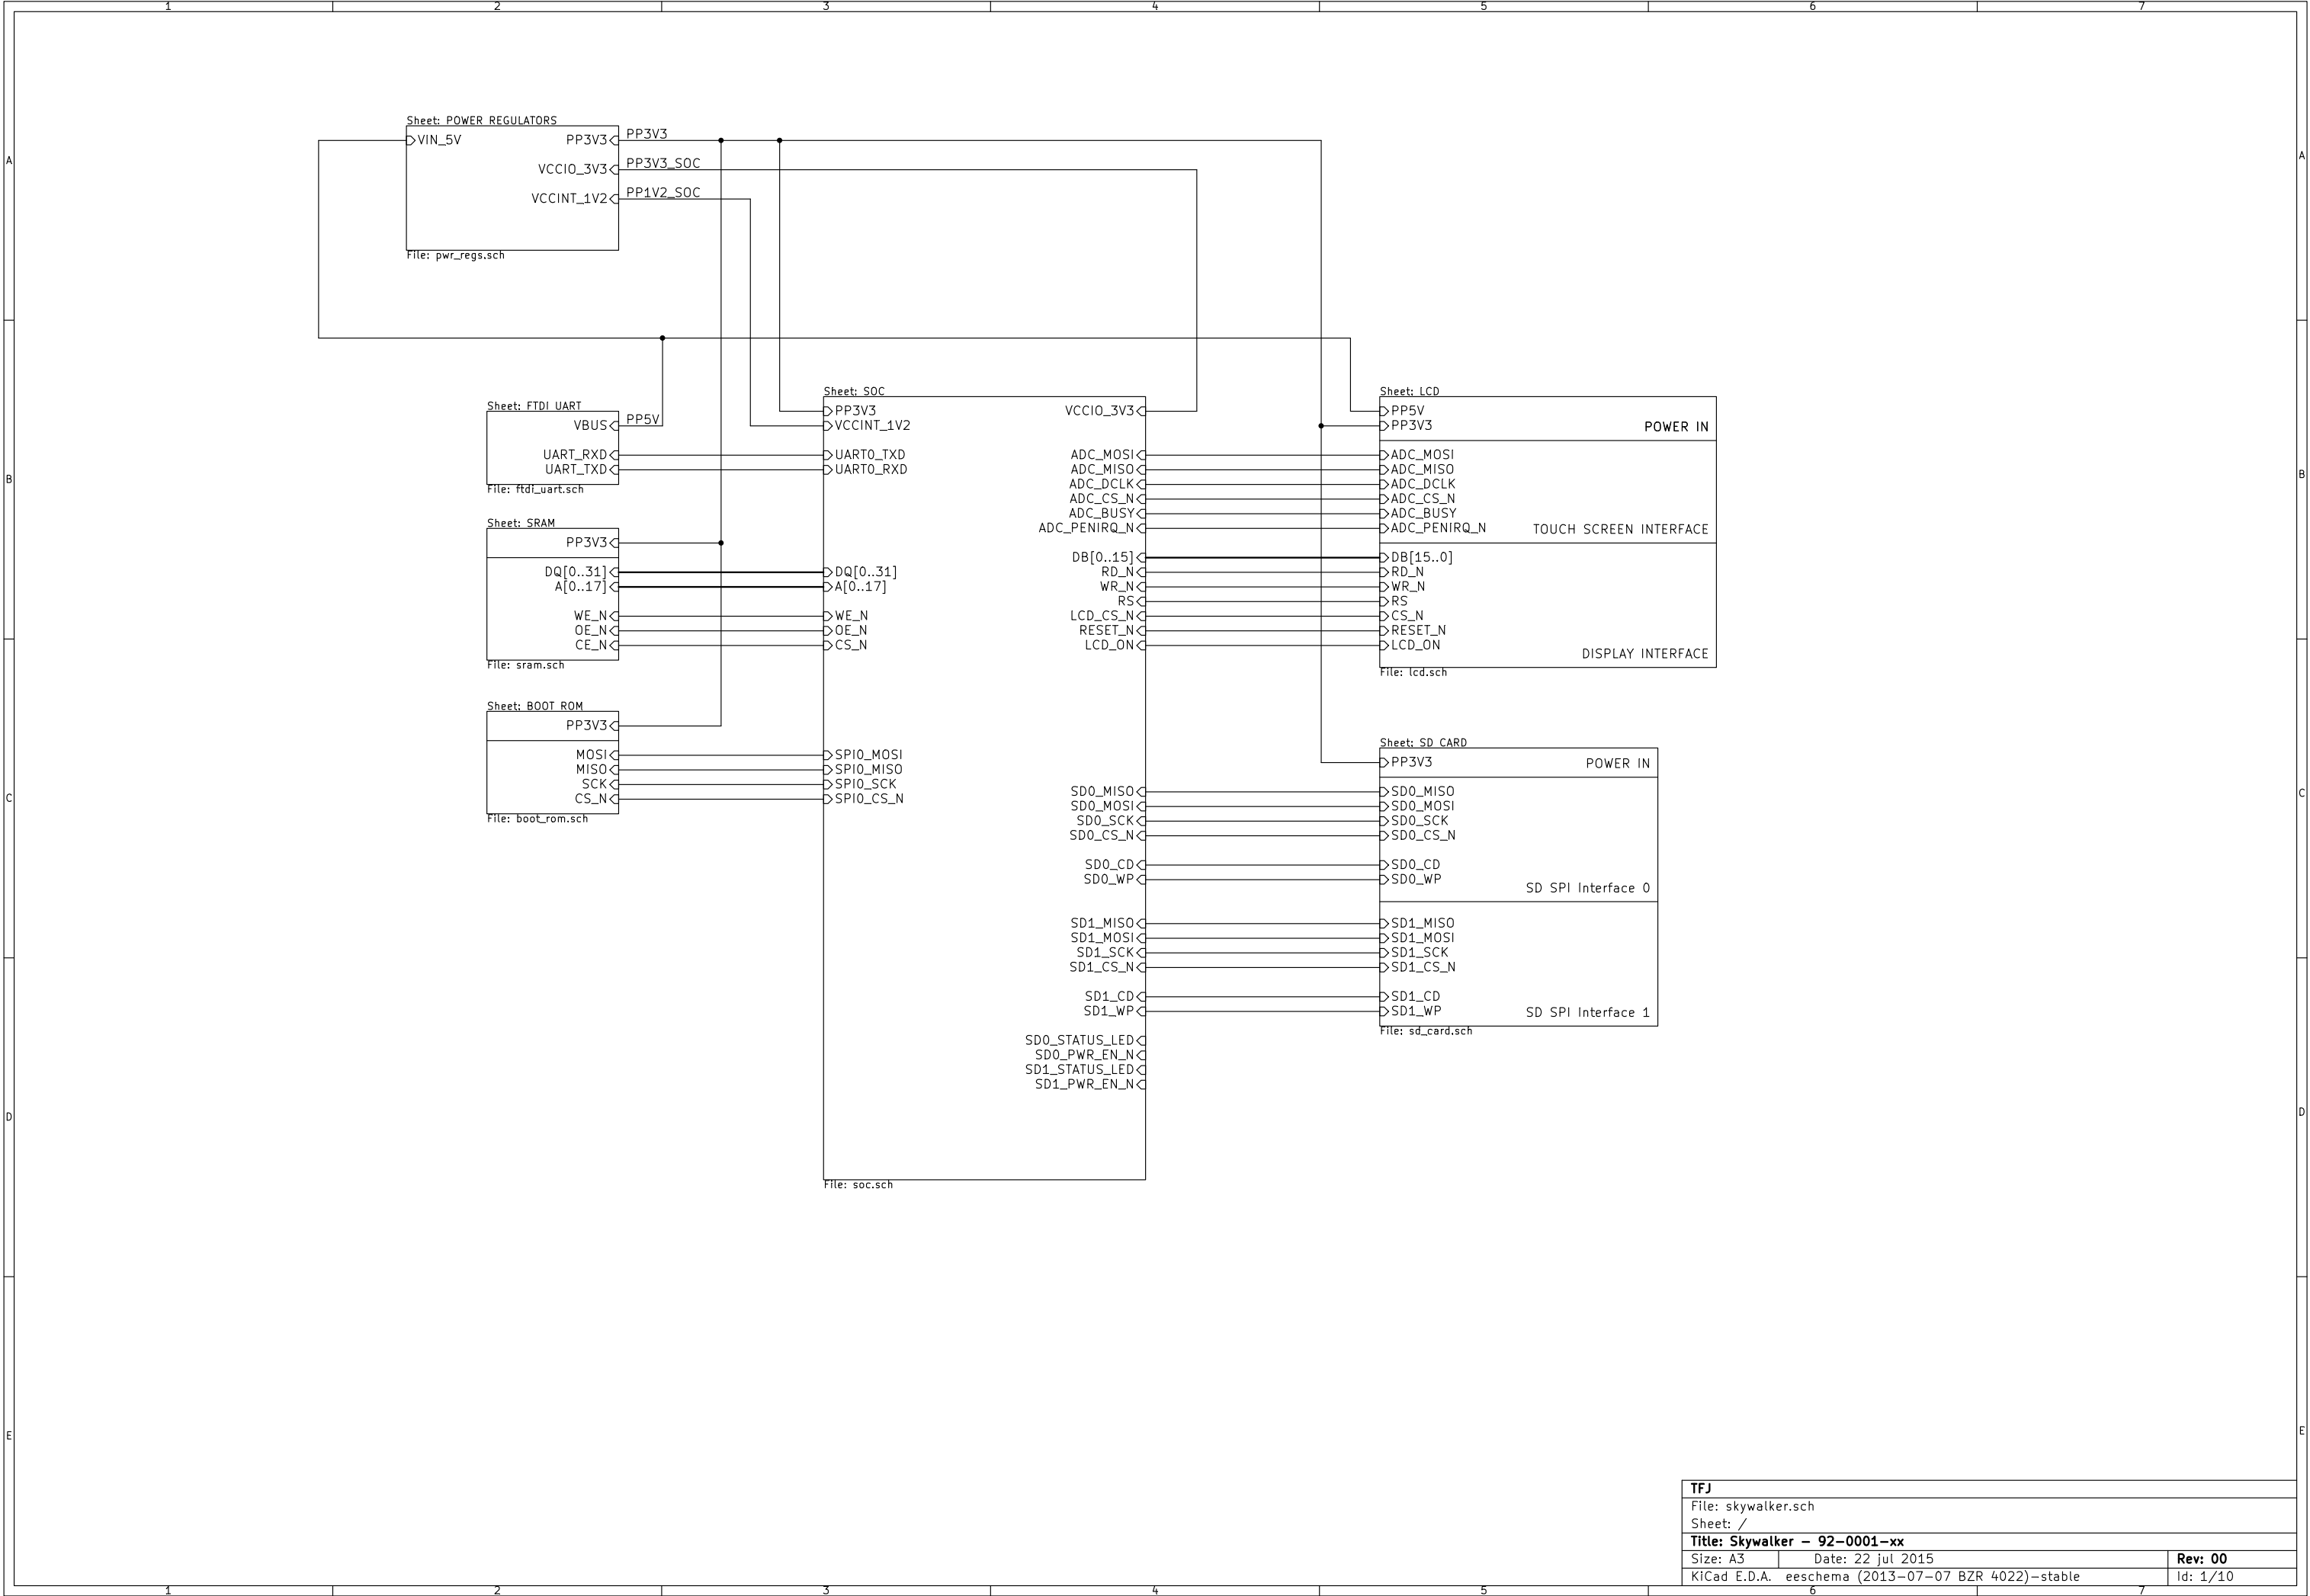 1 2 3 4 5 6 7
A
A
Sheet: POWER REGULATORS
VIN_5V
PP3V3
PP3V3
VCCIO_3V3
PP3V3_SOC
VCCINT_1V2
PP1V2_SOC
File: pwr_regs.sch
B
B
Sheet: FTDI UART
VBUS
PP5V
UART_RXD
UART_TXD
File: ftdi_uart.sch
Sheet: SRAM
PP3V3
DQ[0..31]
A[0..17]
WE_N
OE_N
CE_N
File: sram.sch
Sheet: BOOT ROM
PP3V3
MOSI
MISO
SCK
CS_N
File: boot_rom.sch
Sheet: SOC
PP3V3
VCCINT_1V2
UART0_TXD
UART0_RXD
DQ[0..31]
A[0..17]
WE_N
OE_N
CS_N
SPI0_MOSI
SPI0_MISO
SPI0_SCK
SPI0_CS_N
VCCIO_3V3
ADC_MOSI
ADC_MISO
ADC_DCLK
ADC_CS_N
ADC_BUSY
ADC_PENIRQ_N
DB[0..15]
RD_N
WR_N
RS
LCD_CS_N
RESET_N
LCD_ON
SD0_MISO
SD0_MOSI
SD0_SCK
SD0_CS_N
SD0_CD
SD0_WP
SD1_MISO
SD1_MOSI
SD1_SCK
SD1_CS_N
SD1_CD
SD1_WP
SD0_STATUS_LED
SD0_PWR_EN_N
SD1_STATUS_LED
SD1_PWR_EN_N
File: soc.sch
Sheet: LCD
PP5V
PP3V3
POWER IN
ADC_MOSI
ADC_MISO
ADC_DCLK
ADC_CS_N
ADC_BUSY
ADC_PENIRQ_N
TOUCH SCREEN INTERFACE
DB[15..0]
RD_N
WR_N
RS
CS_N
RESET_N
LCD_ON
DISPLAY INTERFACE
File: lcd.sch
Sheet: SD CARD
PP3V3
POWER IN
SD0_MISO
SD0_MOSI
SD0_SCK
SD0_CS_N
SD0_CD
SD0_WP
SD SPI Interface 0
SD1_MISO
SD1_MOSI
SD1_SCK
SD1_CS_N
SD1_CD
SD1_WP
SD SPI Interface 1
File: sd_card.sch
C
C
D
D
E
E
TFJ
File: skywalker.sch
Sheet: /
Title: Skywalker - 92-0001-xx
Size: A3 Date: 22 jul 2015 Rev: 00
KiCad E.D.A. eeschema (2013-07-07 BZR 4022)-stable Id: 1/10
1 2 3 4 5 6 7